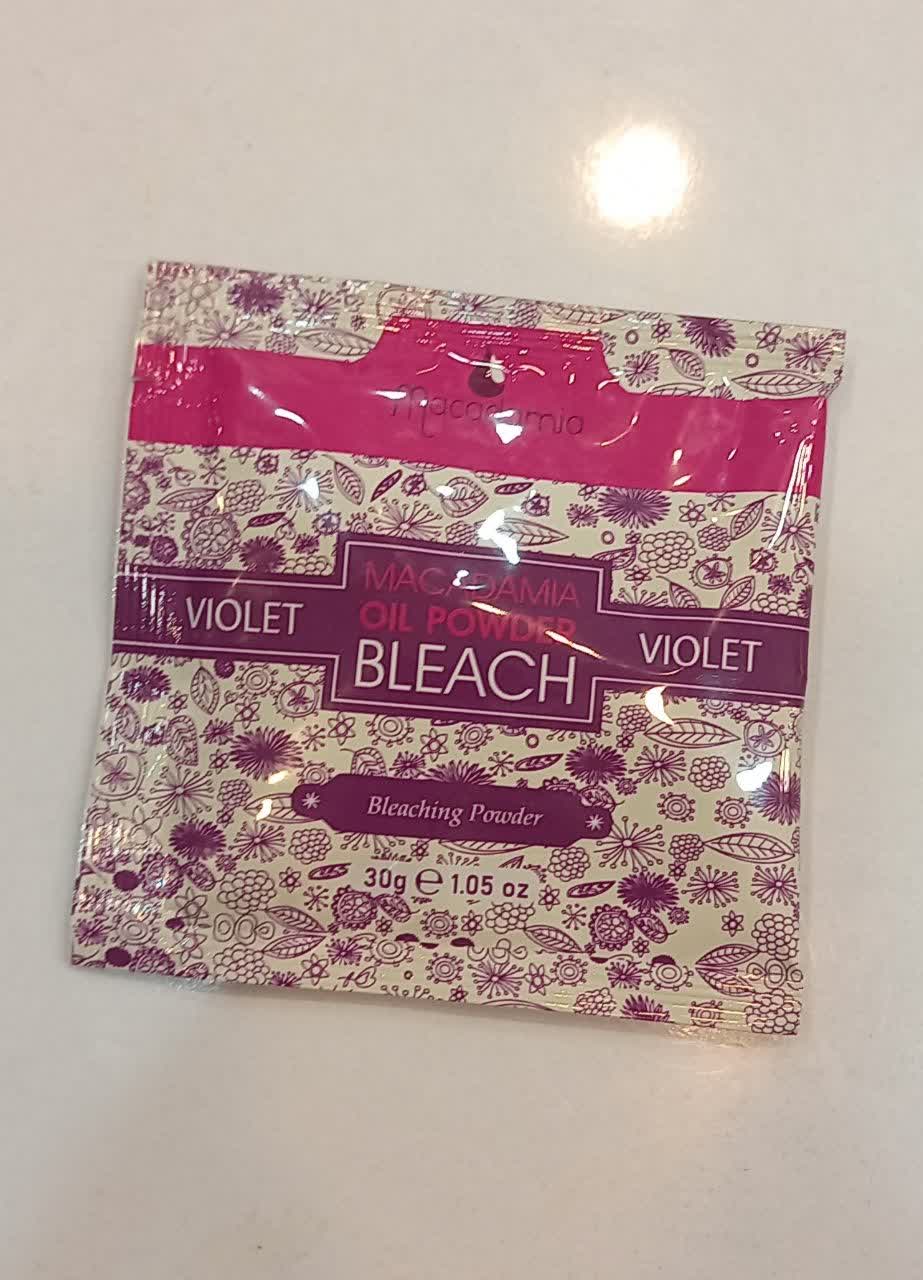 Macadamia
MACADAMIA
OIL POWDER
BLEACH
VIOLET
VIOLET
Bleaching Powder
30g ℮ 1.05 oz